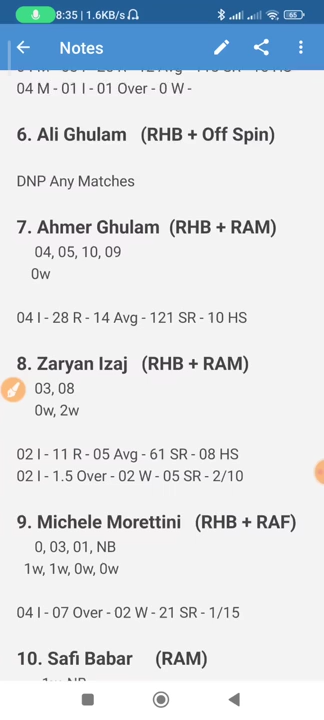 8:35 | 1.6KB/s
65
Notes
04 M - 01 I - 01 Over - 0 W -
6. Ali Ghulam (RHB + Off Spin)
DNP Any Matches
7. Ahmer Ghulam (RHB + RAM)
04, 05, 10, 09
0w
04 I - 28 R - 14 Avg - 121 SR - 10 HS
8. Zaryan Izaj (RHB + RAM)
03, 08
0w, 2w
02 I - 11 R - 05 Avg - 61 SR - 08 HS
02 I - 1.5 Over - 02 W - 05 SR - 2/10
9. Michele Morettini (RHB + RAF)
0, 03, 01, NB
1w, 1w, 0w, 0w
04 I - 07 Over - 02 W - 21 SR - 1/15
10. Safi Babar (RAM)